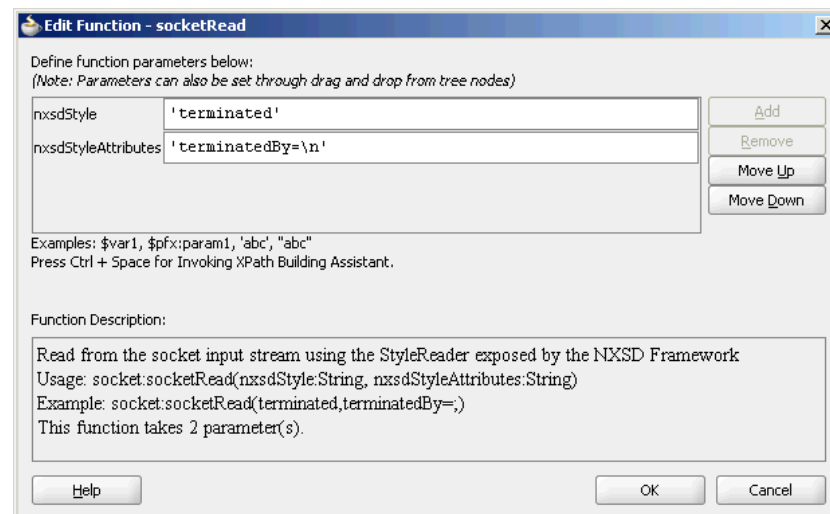 Edit Function - socketRead
Define function parameters below:
(Note: Parameters can also be set through drag and drop from tree nodes)
nxsdStyle 'terminated'
nxsdStyleAttributes 'terminatedBy=\n'
Add
Remove
Move Up
Move Down
Examples: $var1, $pfx:param1, 'abc', "abc"
Press Ctrl + Space for Invoking XPath Building Assistant.
Function Description:
Read from the socket input stream using the StyleReader exposed by the NXSD Framework
Usage: socket:socketRead(nxsdStyle:String, nxsdStyleAttributes:String)
Example: socket:socketRead(terminated,terminatedBy=;)
This function takes 2 parameter(s).
Help OK Cancel